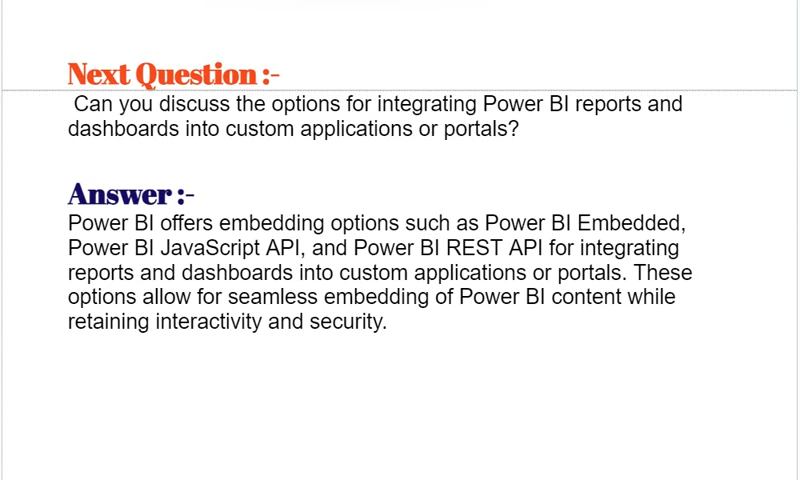 Next Question :-
Can you discuss the options for integrating Power BI reports and
dashboards into custom applications or portals?
Answer :-
Power BI offers embedding options such as Power BI Embedded,
Power BI JavaScript API, and Power BI REST API for integrating
reports and dashboards into custom applications or portals. These
options allow for seamless embedding of Power BI content while
retaining interactivity and security.